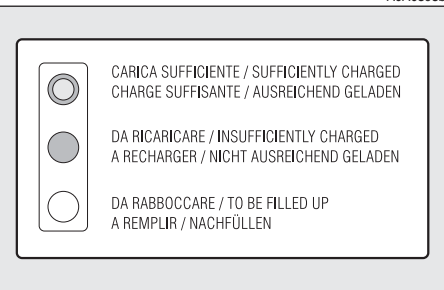 CARICA SUFFICIENTE / SUFFICIENTLY CHARGED
CHARGE SUFFISANTE / AUSREICHEND GELADEN
DA RICARICARE / INSUFFICIENTLY CHARGED
A RECHARGER / NICHT AUSREICHEND GELADEN
DA RABBOCCARE / TO BE FILLED UP
A REMPLIR / NACHFÜLLEN